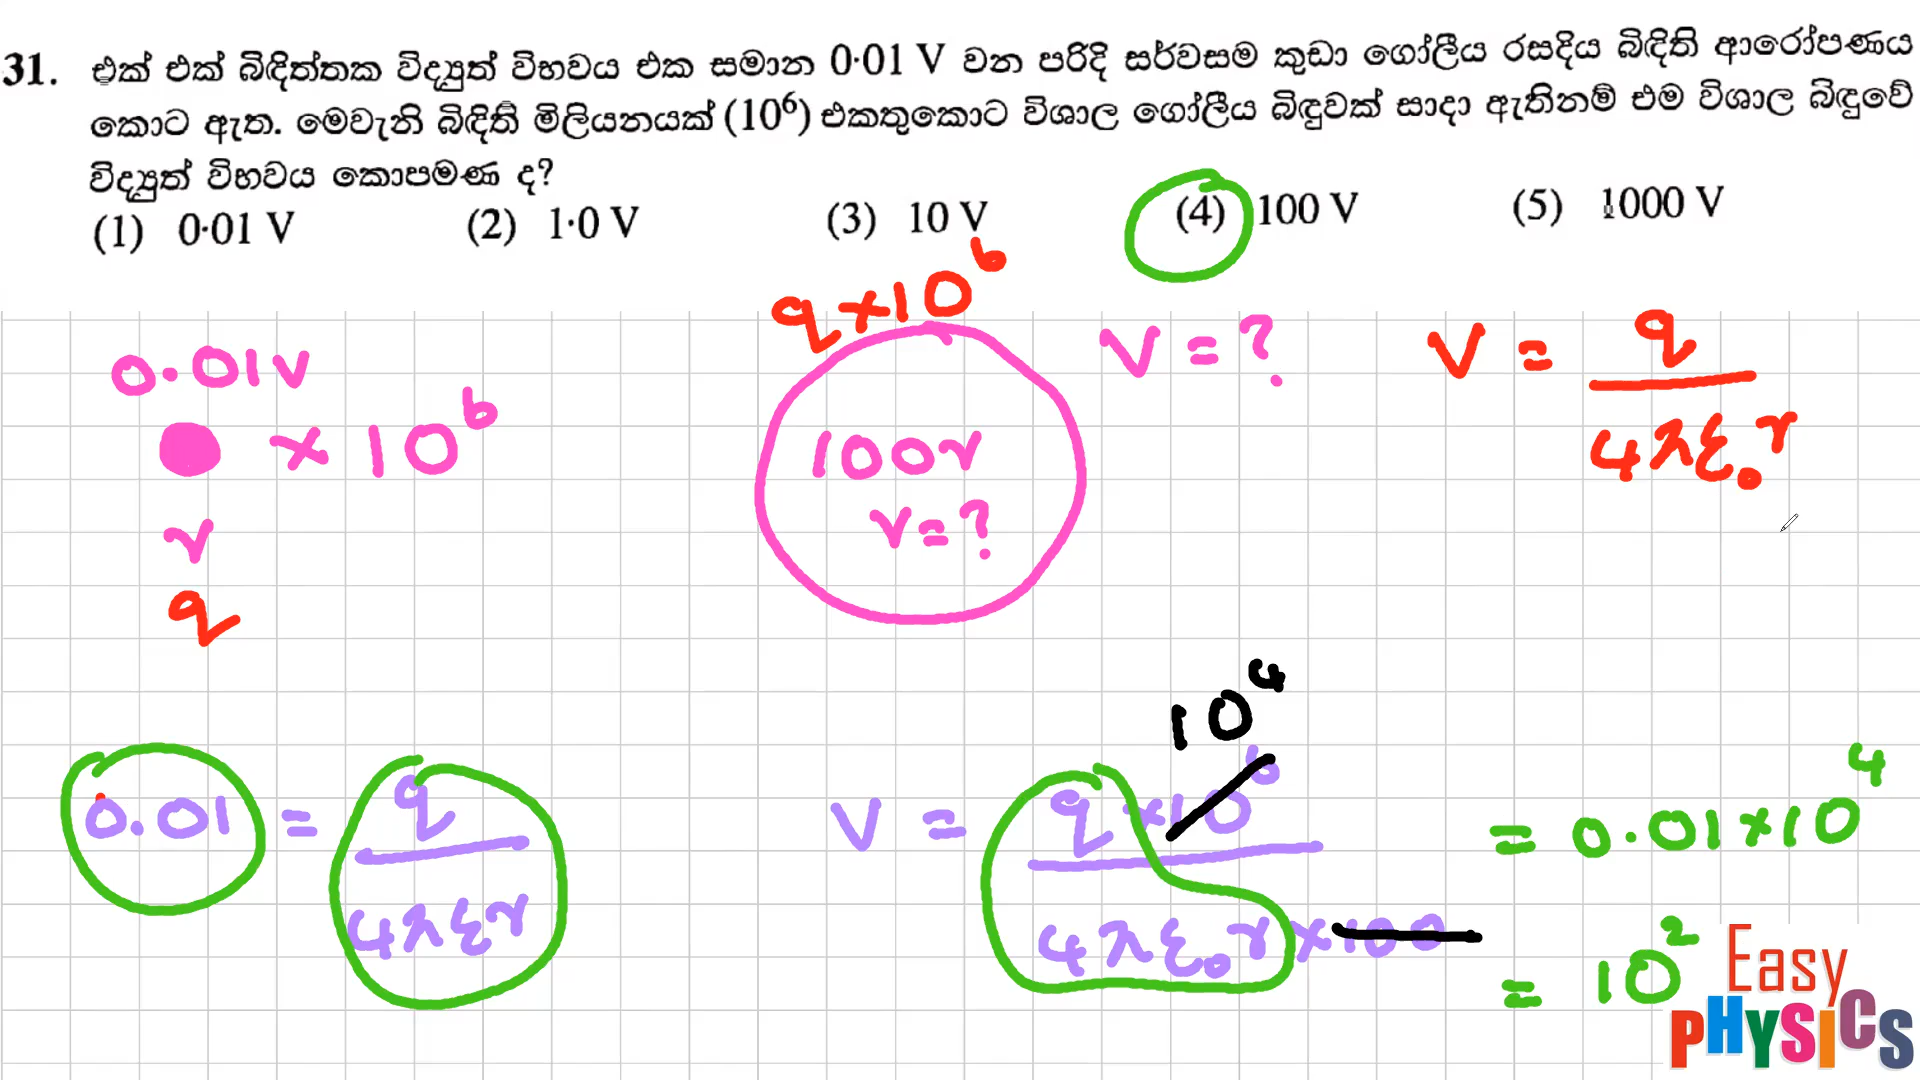 31. එක් එක් බිඳිත්තක විද්‍යුත් විභවය එක සමාන 0·01 V වන පරිදි සර්වසම කුඩා ගෝලීය රසදිය බිඳිති ආරෝපණය
කොට ඇත. මෙවැනි බිඳිති මිලියනයක් (10⁶) එකතුකොට විශාල ගෝලීය බිඳුවක් සාදා ඇතිනම් එම විශාල බිඳුවේ
විද්‍යුත් විභවය කොපමණ ද?
(1) 0·01 V (2) 1·0 V (3) 10 V (4) 100 V (5) 1000 V
q×10⁶
0.01V
V = ?
V = q / 4πε₀r
× 10⁶
100r
r
v = ?
q
10⁴
0.01 = q / 4πεr
V = q×10⁶ / 4πε₀r×100
= 0.01×10⁴
= 10²
Easy
PHYSICS